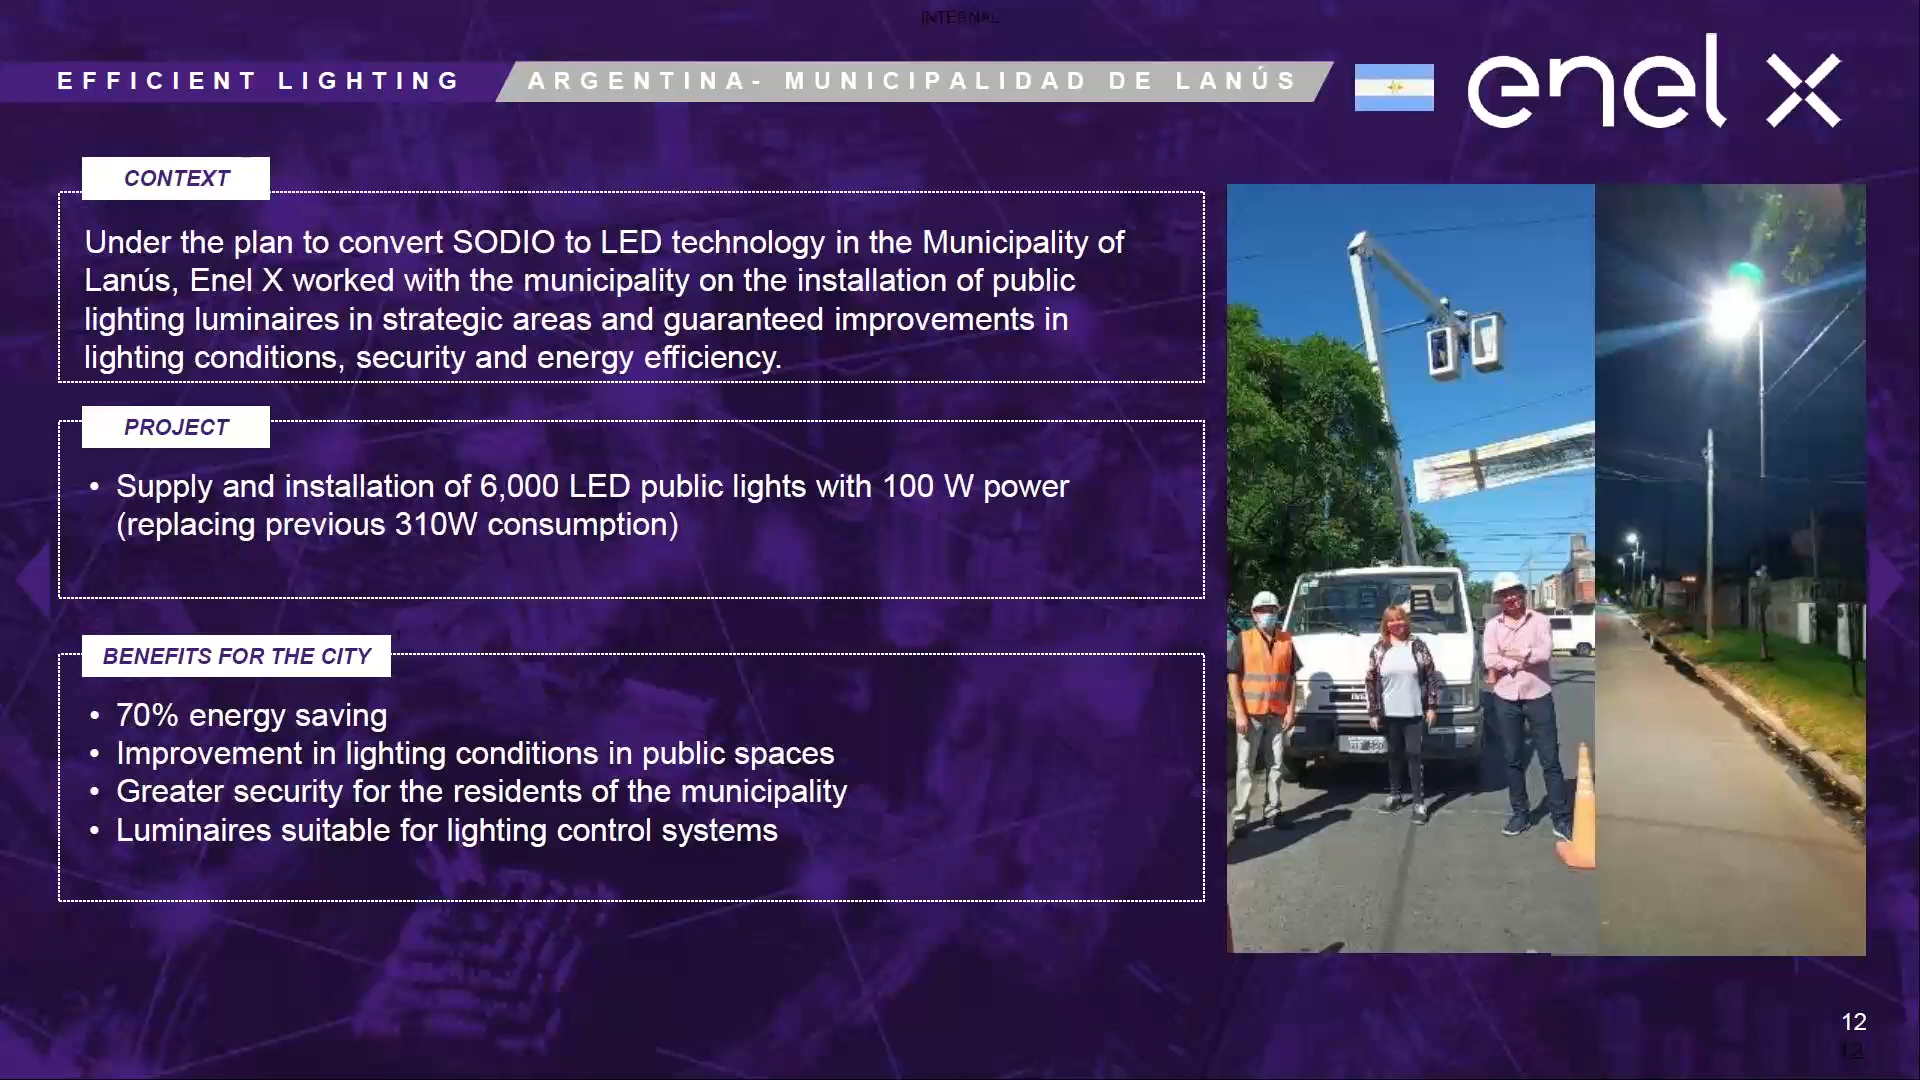 INTERNAL
EFFICIENT LIGHTING
ARGENTINA- MUNICIPALIDAD DE LANÚS
enel x
CONTEXT
Under the plan to convert SODIO to LED technology in the Municipality of
Lanús, Enel X worked with the municipality on the installation of public
lighting luminaires in strategic areas and guaranteed improvements in
lighting conditions, security and energy efficiency.
PROJECT
• Supply and installation of 6,000 LED public lights with 100 W power
(replacing previous 310W consumption)
BENEFITS FOR THE CITY
• 70% energy saving
• Improvement in lighting conditions in public spaces
• Greater security for the residents of the municipality
• Luminaires suitable for lighting control systems
12
12